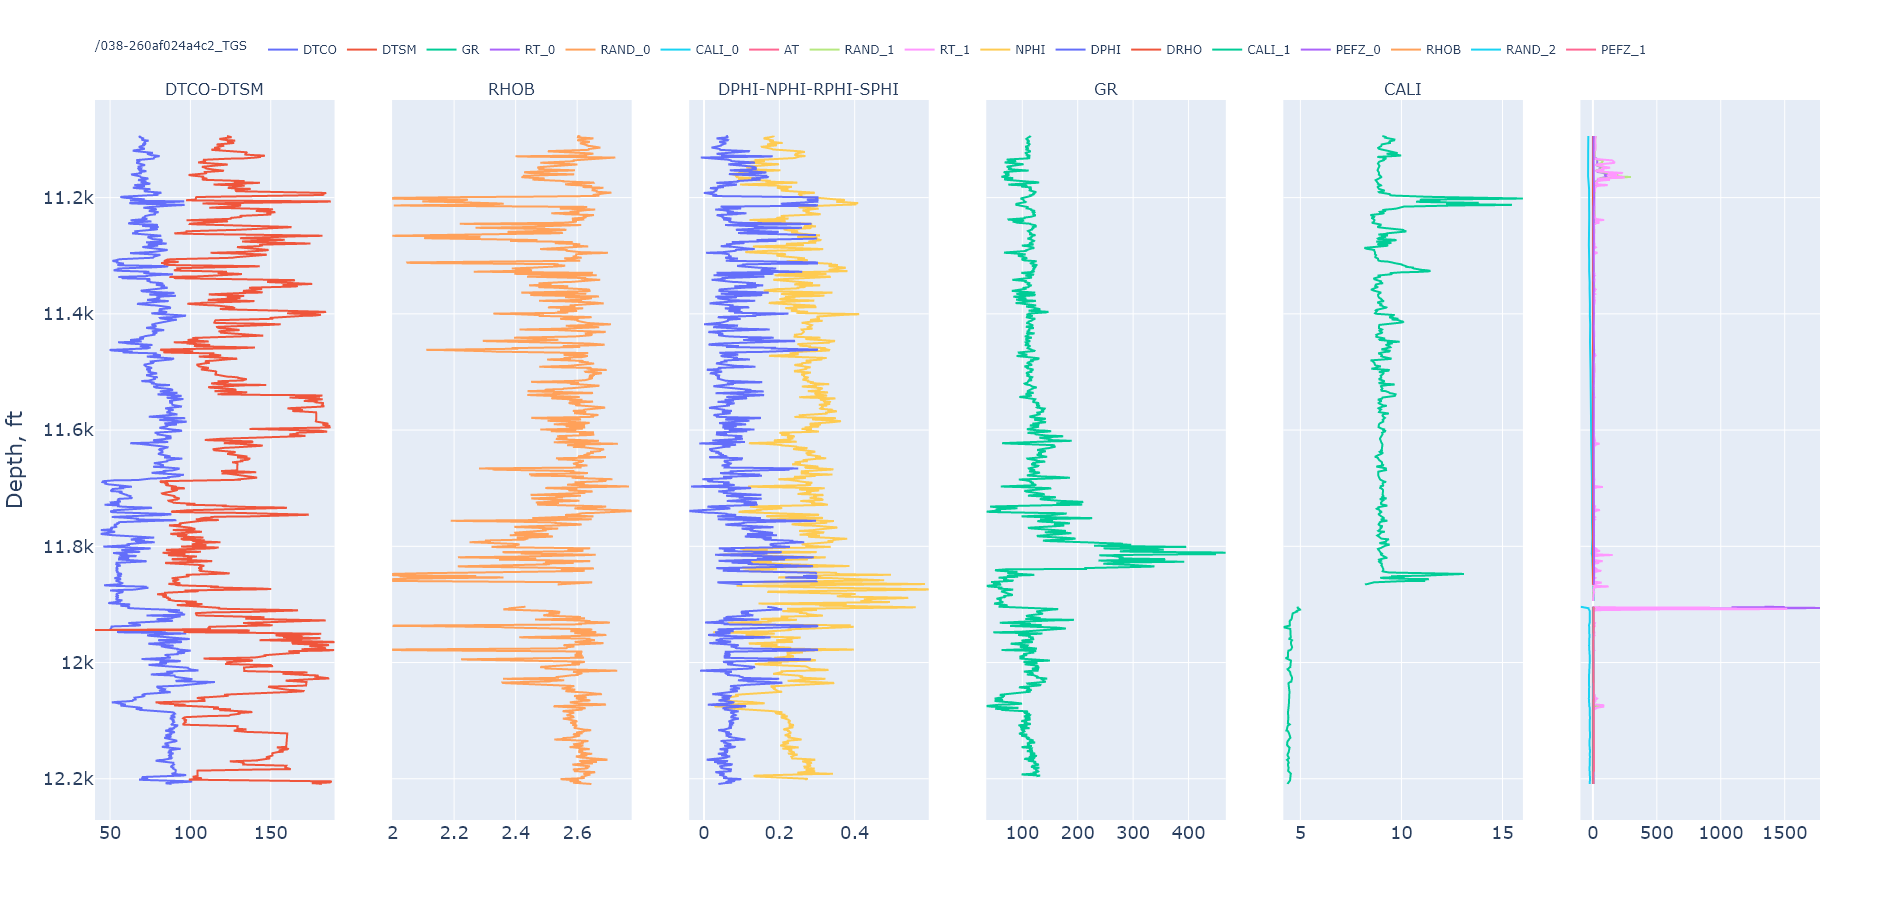 /038-260af024a4c2_TGS DTCO DTSM GR RT_0 RAND_0 CALI_0 AT RAND_1 RT_1 NPHI DPHI DRHO CALI_1 PEFZ_0 RHOB RAND_2 PEFZ_1
DTCO-DTSM RHOB DPHI-NPHI-RPHI-SPHI GR CALI
Depth, ft
11.2k
11.4k
11.6k
11.8k
12k
12.2k
50 100 150 2 2.2 2.4 2.6 0 0.2 0.4 100 200 300 400 5 10 15 0 500 1000 1500